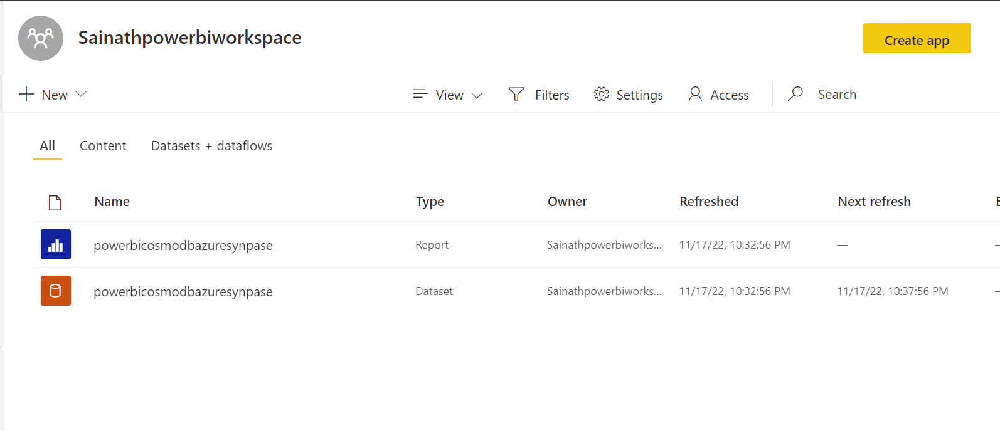 Sainathpowerbiworkspace
Create app
New
View
Filters
Settings
Access
Search
All
Content
Datasets + dataflows
Name Type Owner Refreshed Next refresh
powerbicosmodbazuresynpase Report Sainathpowerbiworks... 11/17/22, 10:32:56 PM —
powerbicosmodbazuresynpase Dataset Sainathpowerbiworks... 11/17/22, 10:32:56 PM 11/17/22, 10:37:56 PM